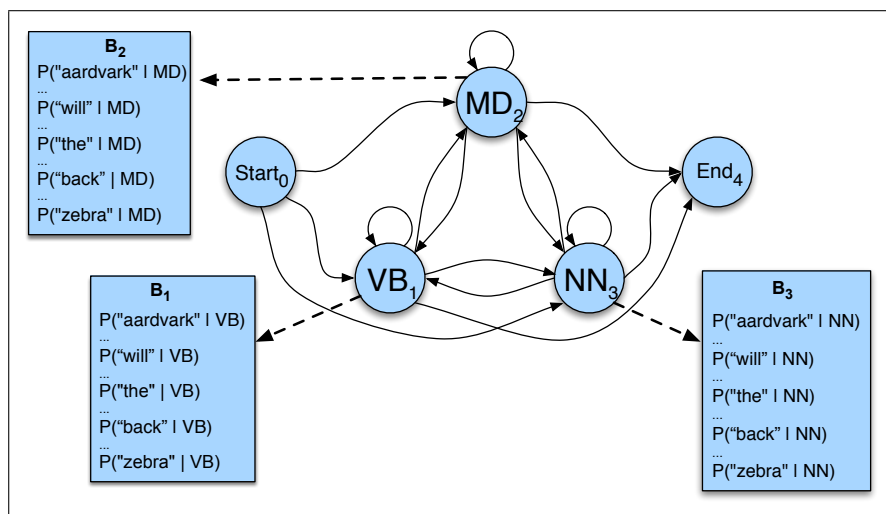 B2
P("aardvark" | MD)
...
P(“will” | MD)
...
P("the" | MD)
...
P(“back” | MD)
...
P("zebra" | MD)
MD2
Start0
End4
VB1
NN3
B1
P("aardvark" | VB)
...
P(“will” | VB)
...
P("the" | VB)
...
P(“back” | VB)
...
P("zebra" | VB)
B3
P("aardvark" | NN)
...
P(“will” | NN)
...
P("the" | NN)
...
P(“back” | NN)
...
P("zebra" | NN)